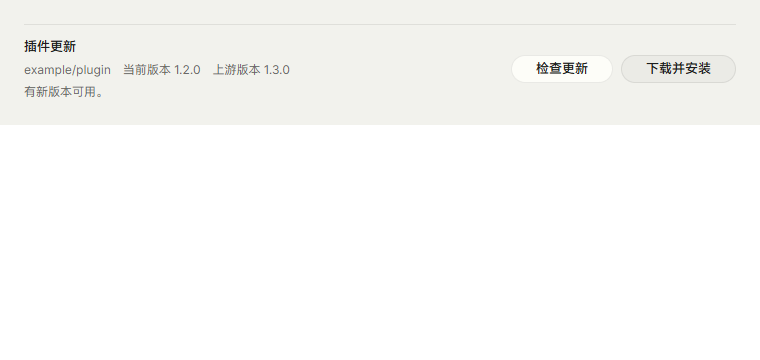 插件更新
example/plugin 当前版本 1.2.0 上游版本 1.3.0
有新版本可用。
检查更新
下载并安装